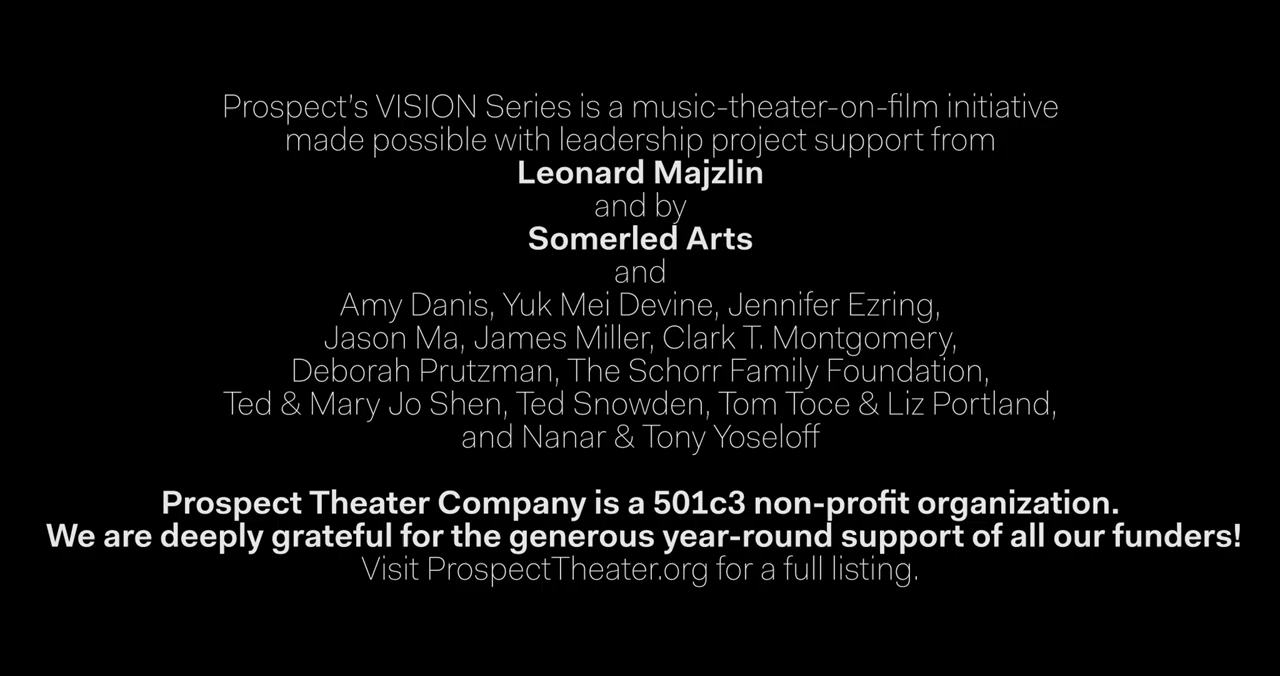 Prospect's VISION Series is a music-theater-on-film initiative
made possible with leadership project support from
Leonard Majzlin
and by
Somerled Arts
and
Amy Danis, Yuk Mei Devine, Jennifer Ezring,
Jason Ma, James Miller, Clark T. Montgomery,
Deborah Prutzman, The Schorr Family Foundation,
Ted & Mary Jo Shen, Ted Snowden, Tom Toce & Liz Portland,
and Nanar & Tony Yoseloff
Prospect Theater Company is a 501c3 non-profit organization.
We are deeply grateful for the generous year-round support of all our funders!
Visit ProspectTheater.org for a full listing.